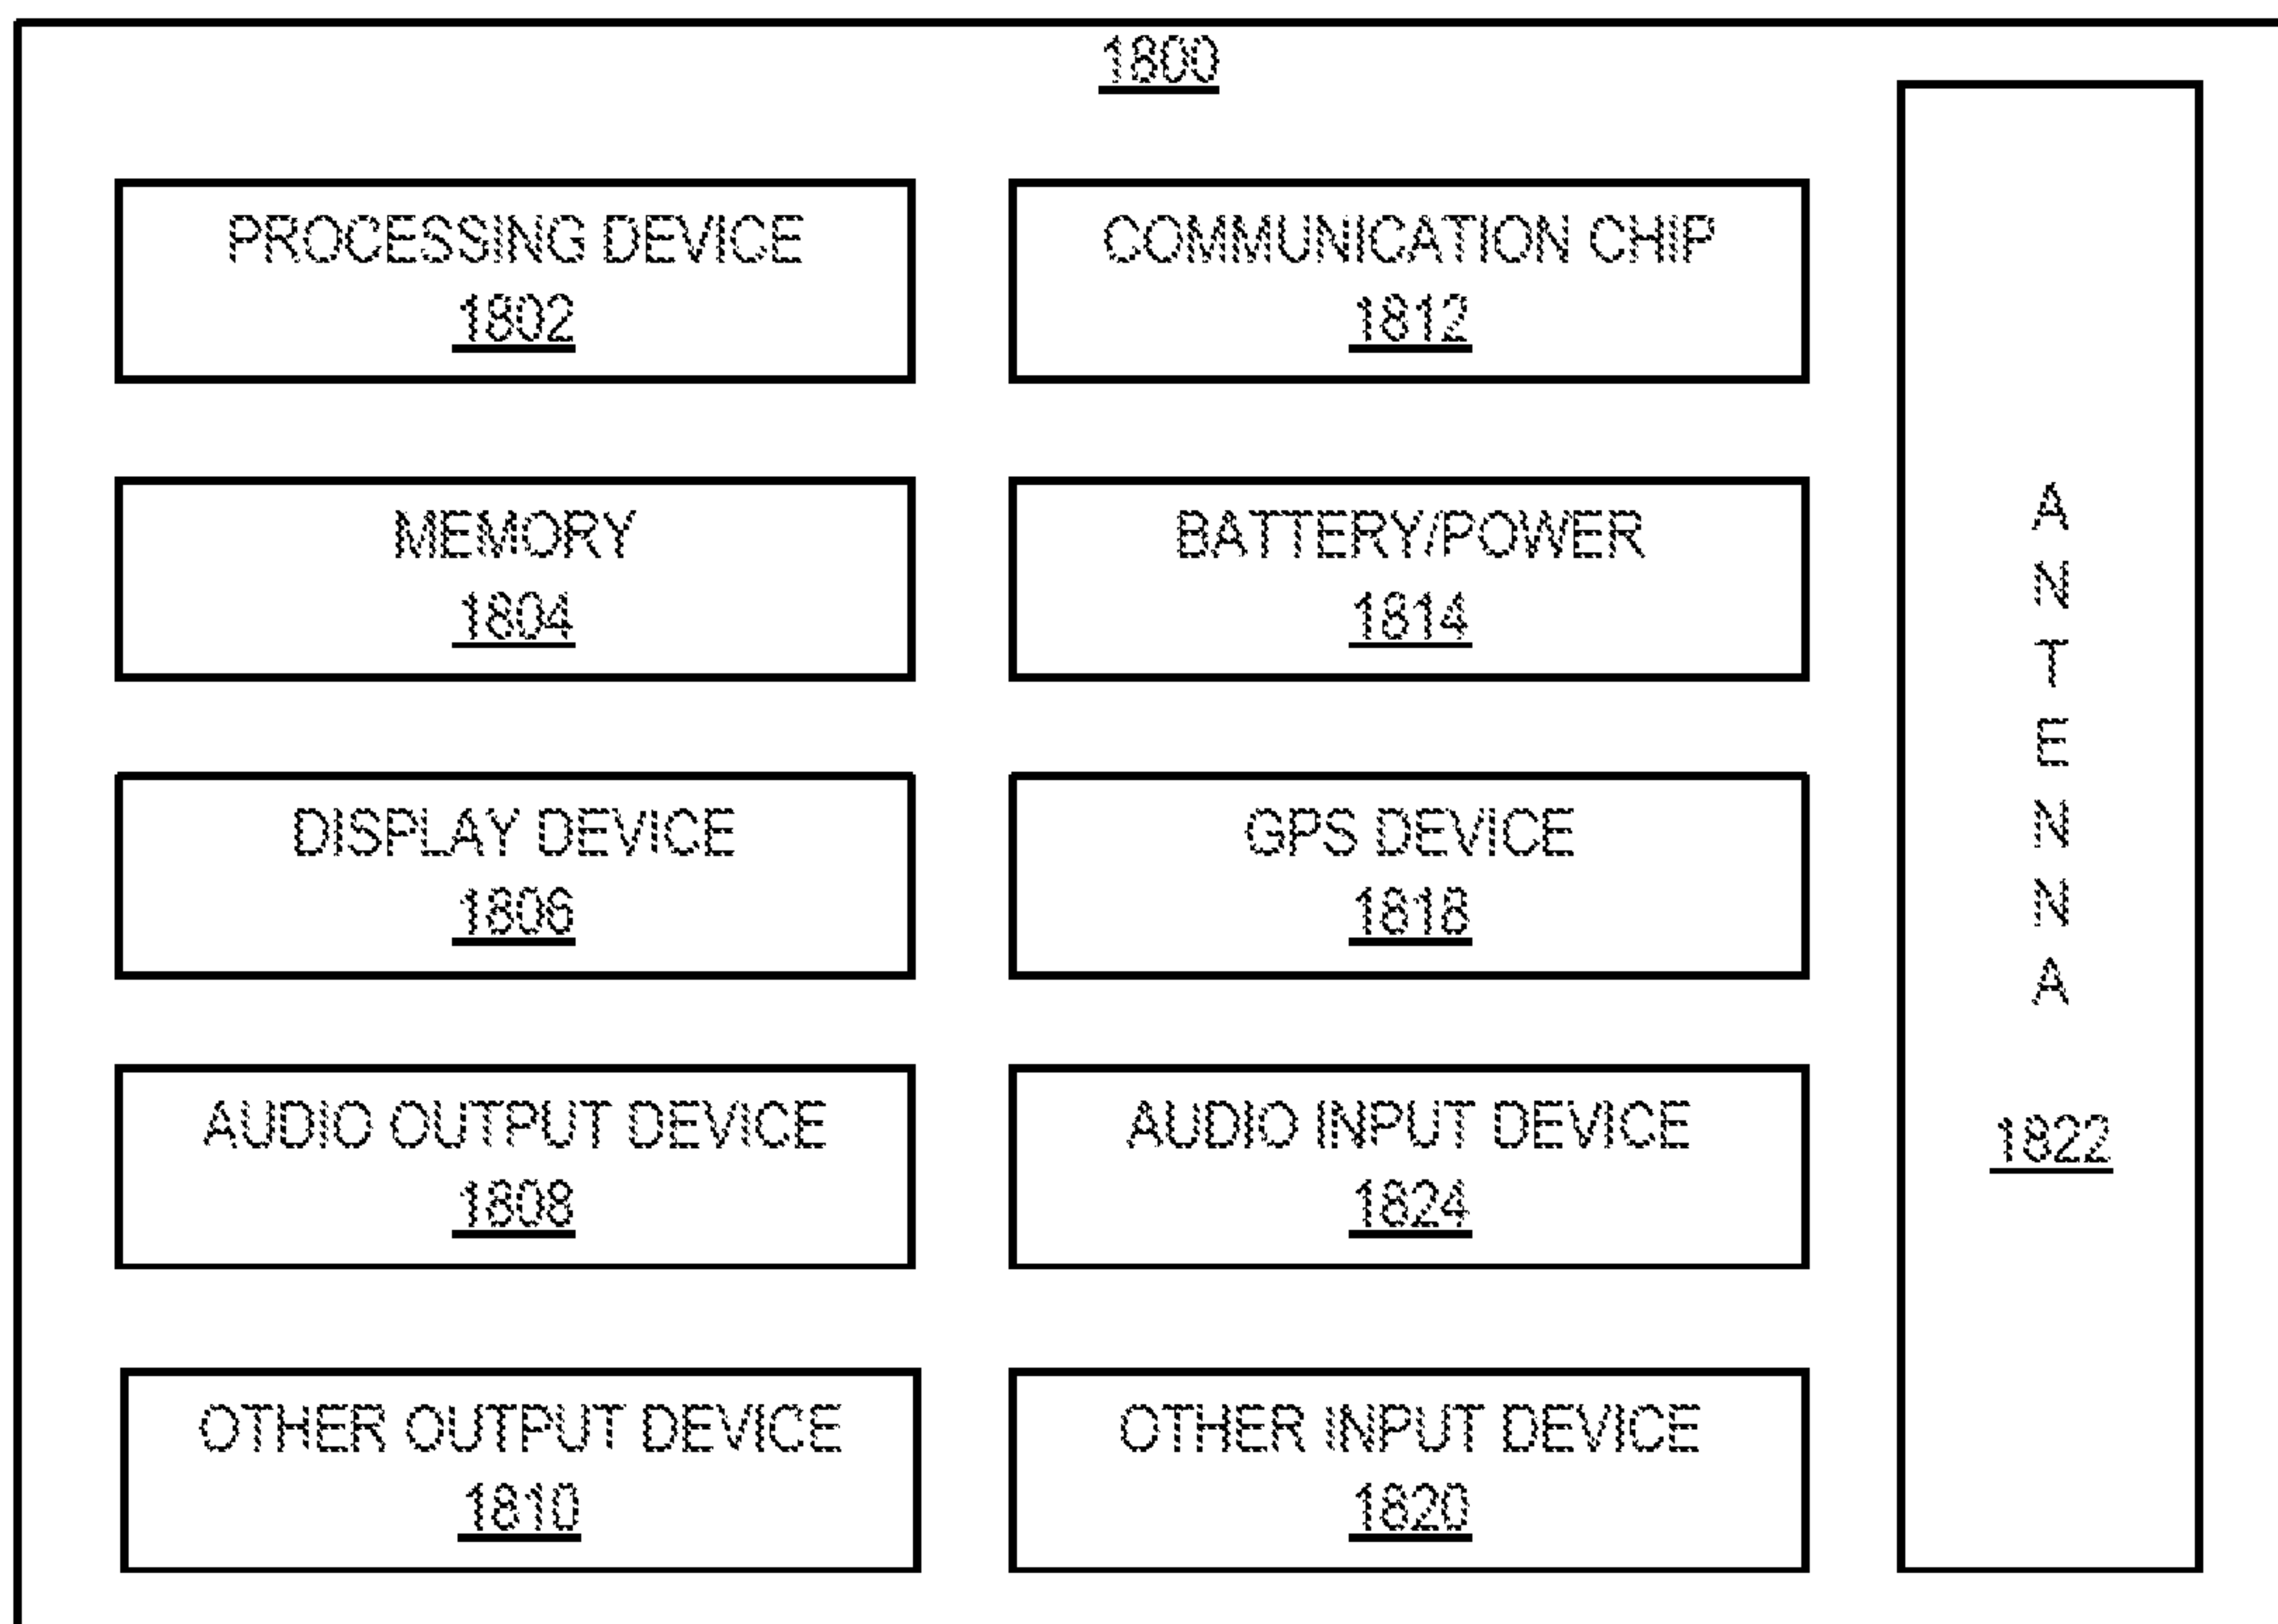 1800
PROCESSING DEVICE
1802
COMMUNICATION CHIP
1812
MEMORY
1804
BATTERY/POWER
1814
DISPLAY DEVICE
1806
GPS DEVICE
1818
AUDIO OUTPUT DEVICE
1808
AUDIO INPUT DEVICE
1824
OTHER OUTPUT DEVICE
1810
OTHER INPUT DEVICE
1820
ANTENNA
1822